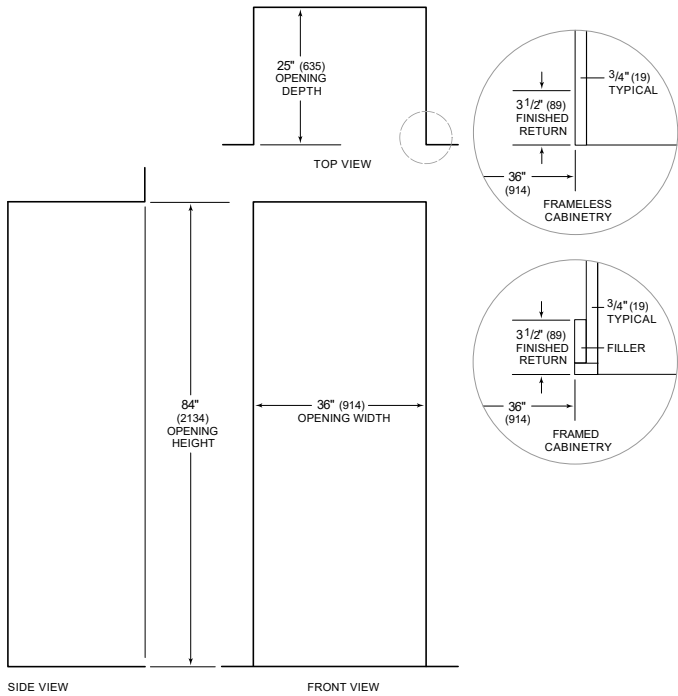 25" (635)
OPENING
DEPTH
TOP VIEW
3/4" (19)
TYPICAL
3 1/2" (89)
FINISHED
RETURN
36"
(914)
FRAMELESS
CABINETRY
3/4" (19)
TYPICAL
3 1/2" (89)
FINISHED
RETURN
FILLER
36"
(914)
FRAMED
CABINETRY
84"
(2134)
OPENING
HEIGHT
36" (914)
OPENING WIDTH
SIDE VIEW
FRONT VIEW